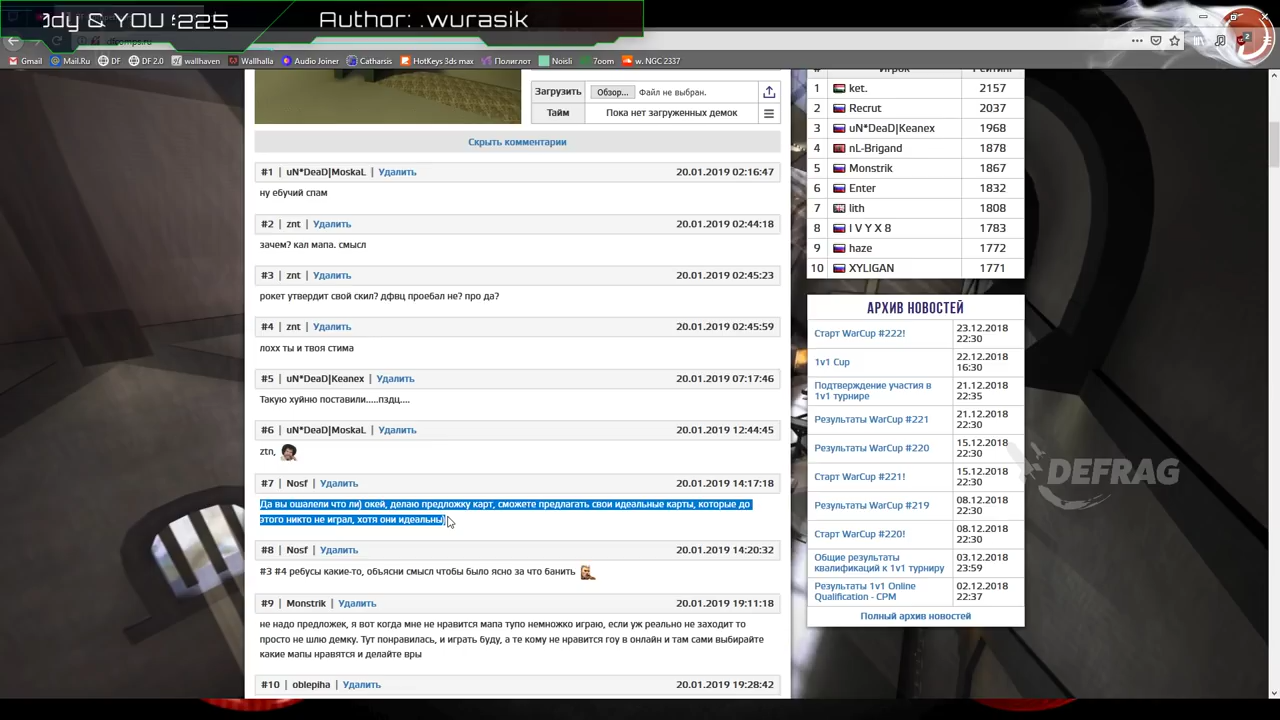 ody & YOU :225
Author: .wurasik
dfcomps.ru
2
Gmail
Mail.Ru
DF
DF 2.0
wallhaven
Wallhalla
Audio Joiner
Catharsis
HotKeys 3ds max
Полиглот
Noisli
7oom
w. NGC 2337
Загрузить
Обзор...
Файл не выбран.
Тайм
Пока нет загруженных демок
Скрыть комментарии
#1 | uN*DeaD|MoskaL | Удалить 20.01.2019 02:16:47
ну ебучий спам
#2 | znt | Удалить 20.01.2019 02:44:18
зачем? кал мапа. смысл
#3 | znt | Удалить 20.01.2019 02:45:23
рокет утвердит свой скил? дфвц проебал не? про да?
#4 | znt | Удалить 20.01.2019 02:45:59
лохх ты и твоя стима
#5 | uN*DeaD|Keanex | Удалить 20.01.2019 07:17:46
Такую хуйню поставили.....пздц....
#6 | uN*DeaD|MoskaL | Удалить 20.01.2019 12:44:45
ztn,
#7 | Nosf | Удалить 20.01.2019 14:17:18
Да вы ошалели что ли) окей, делаю предложку карт, сможете предлагать свои идеальные карты, которые до
этого никто не играл, хотя они идеальны)
#8 | Nosf | Удалить 20.01.2019 14:20:32
#3 #4 ребусы какие-то, объясни смысл чтобы было ясно за что банить
#9 | Monstrik | Удалить 20.01.2019 19:11:18
не надо предложек, я вот когда мне не нравится мапа тупо немножко играю, если уж реально не заходит то
просто не шлю демку. Тут понравилась, и играть буду, а те кому не нравится гоу в онлайн и там сами выбирайте
какие мапы нравятся и делайте вры
#10 | oblepiha | Удалить 20.01.2019 19:28:42
# Игрок Рейтинг
1 ket. 2157
2 Recrut 2037
3 uN*DeaD|Keanex 1968
4 nL-Brigand 1878
5 Monstrik 1867
6 Enter 1832
7 lith 1808
8 I V Y X 8 1783
9 haze 1772
10 XYLIGAN 1771
АРХИВ НОВОСТЕЙ
Старт WarCup #222!
23.12.2018
22:30
1v1 Cup
22.12.2018
16:30
Подтверждение участия в
1v1 турнире
21.12.2018
22:35
Результаты WarCup #221
21.12.2018
22:30
Результаты WarCup #220
15.12.2018
22:30
Старт WarCup #221!
15.12.2018
22:30
Результаты WarCup #219
08.12.2018
22:30
Старт WarCup #220!
08.12.2018
22:30
Общие результаты
квалификаций к 1v1 турниру
03.12.2018
23:59
Результаты 1v1 Online
Qualification - CPM
02.12.2018
22:37
Полный архив новостей
DEFRAG